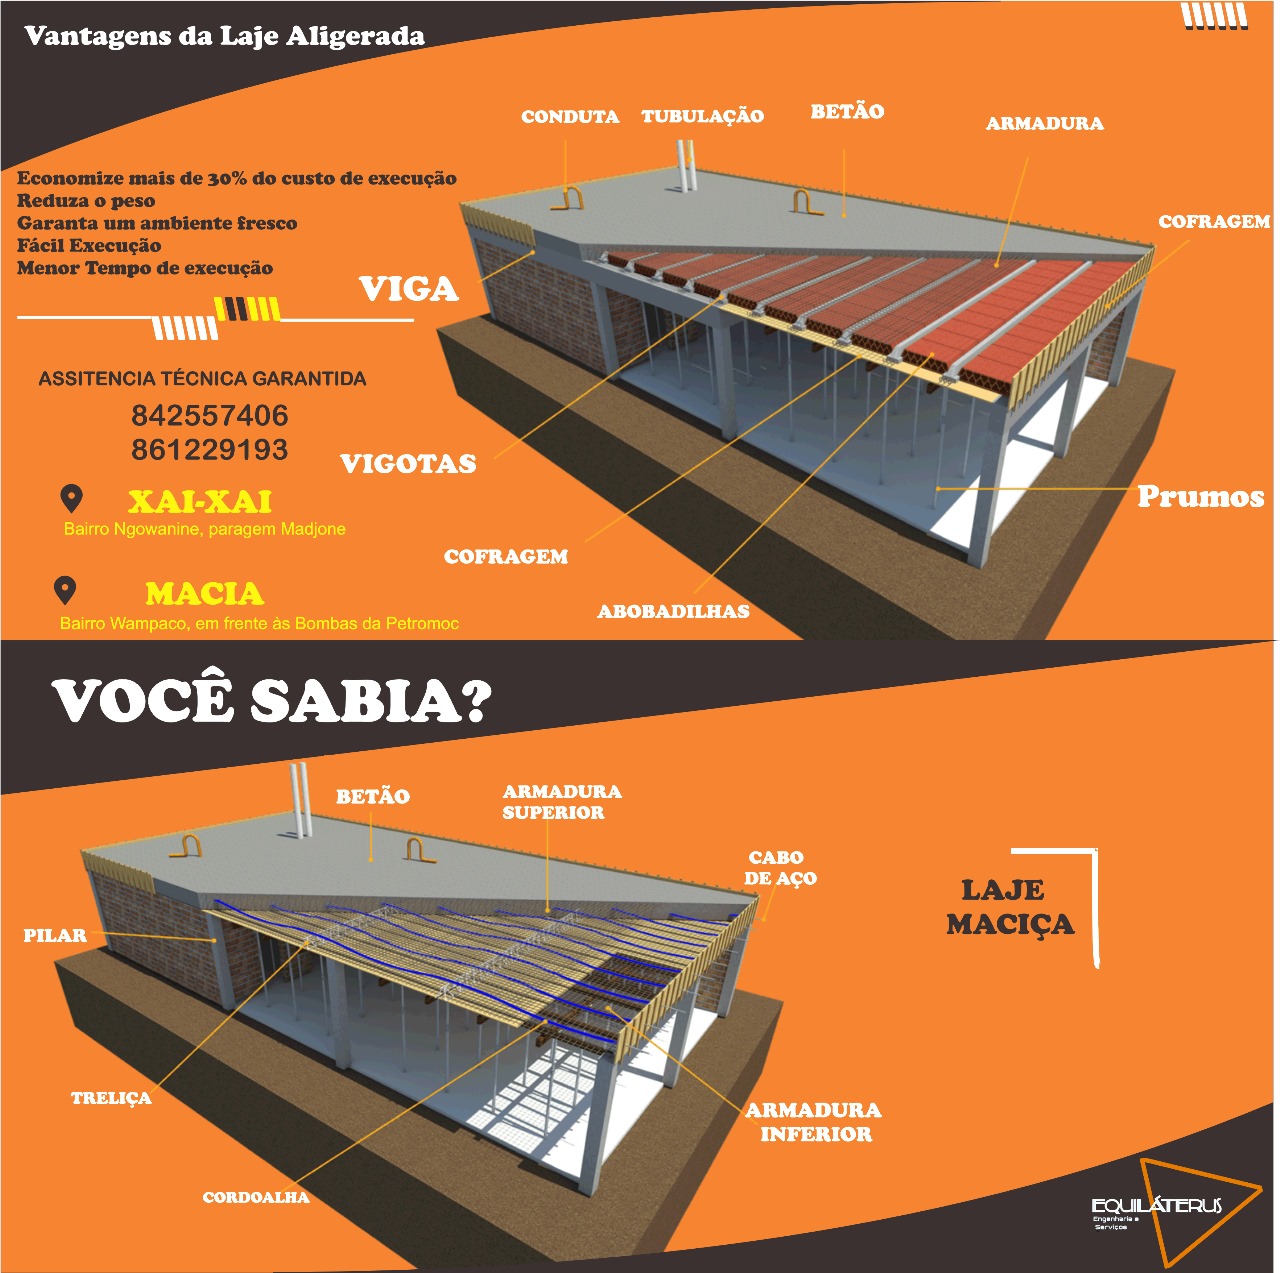 Vantagens da Laje Aligerada
CONDUTA
TUBULAÇÃO
BETÃO
ARMADURA
COFRAGEM
Economize mais de 30% do custo de execução
Reduza o peso
Garanta um ambiente fresco
Fácil Execução
Menor Tempo de execução
VIGA
ASSITENCIA TÉCNICA GARANTIDA
842557406
861229193
VIGOTAS
Prumos
XAI-XAI
Bairro Ngowanine, paragem Madjone
COFRAGEM
MACIA
ABOBADILHAS
Bairro Wampaco, em frente às Bombas da Petromoc
VOCÊ SABIA?
BETÃO
ARMADURA
SUPERIOR
CABO
DE AÇO
LAJE
MACIÇA
PILAR
TRELIÇA
ARMADURA
INFERIOR
CORDOALHA
EQUILÁTERUS
Engenharia e
Serviços